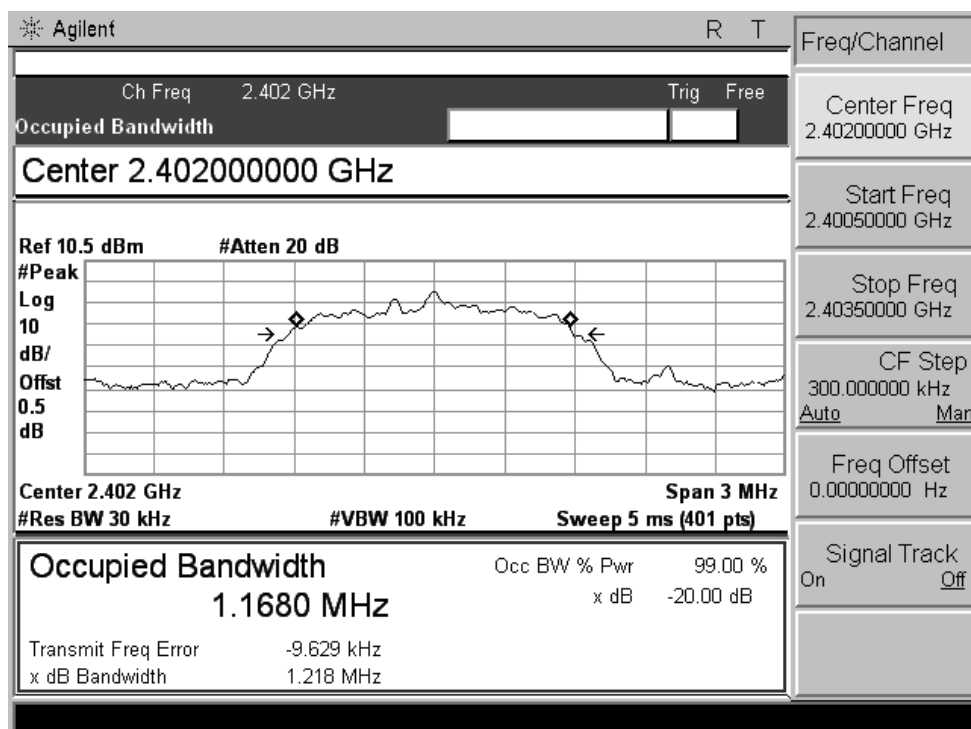 Agilent R T
Freq/Channel
Ch Freq 2.402 GHz Trig Free
Occupied Bandwidth
Center 2.402000000 GHz
Ref 10.5 dBm #Atten 20 dB
#Peak
Log
10
dB/
Offst
0.5
dB
Center 2.402 GHz Span 3 MHz
#Res BW 30 kHz #VBW 100 kHz Sweep 5 ms (401 pts)
Occupied Bandwidth
1.1680 MHz
Occ BW % Pwr 99.00 %
x dB -20.00 dB
Transmit Freq Error -9.629 kHz
x dB Bandwidth 1.218 MHz
Center Freq
2.40200000 GHz
Start Freq
2.40050000 GHz
Stop Freq
2.40350000 GHz
CF Step
300.000000 kHz
Auto Man
Freq Offset
0.00000000 Hz
Signal Track
On Off